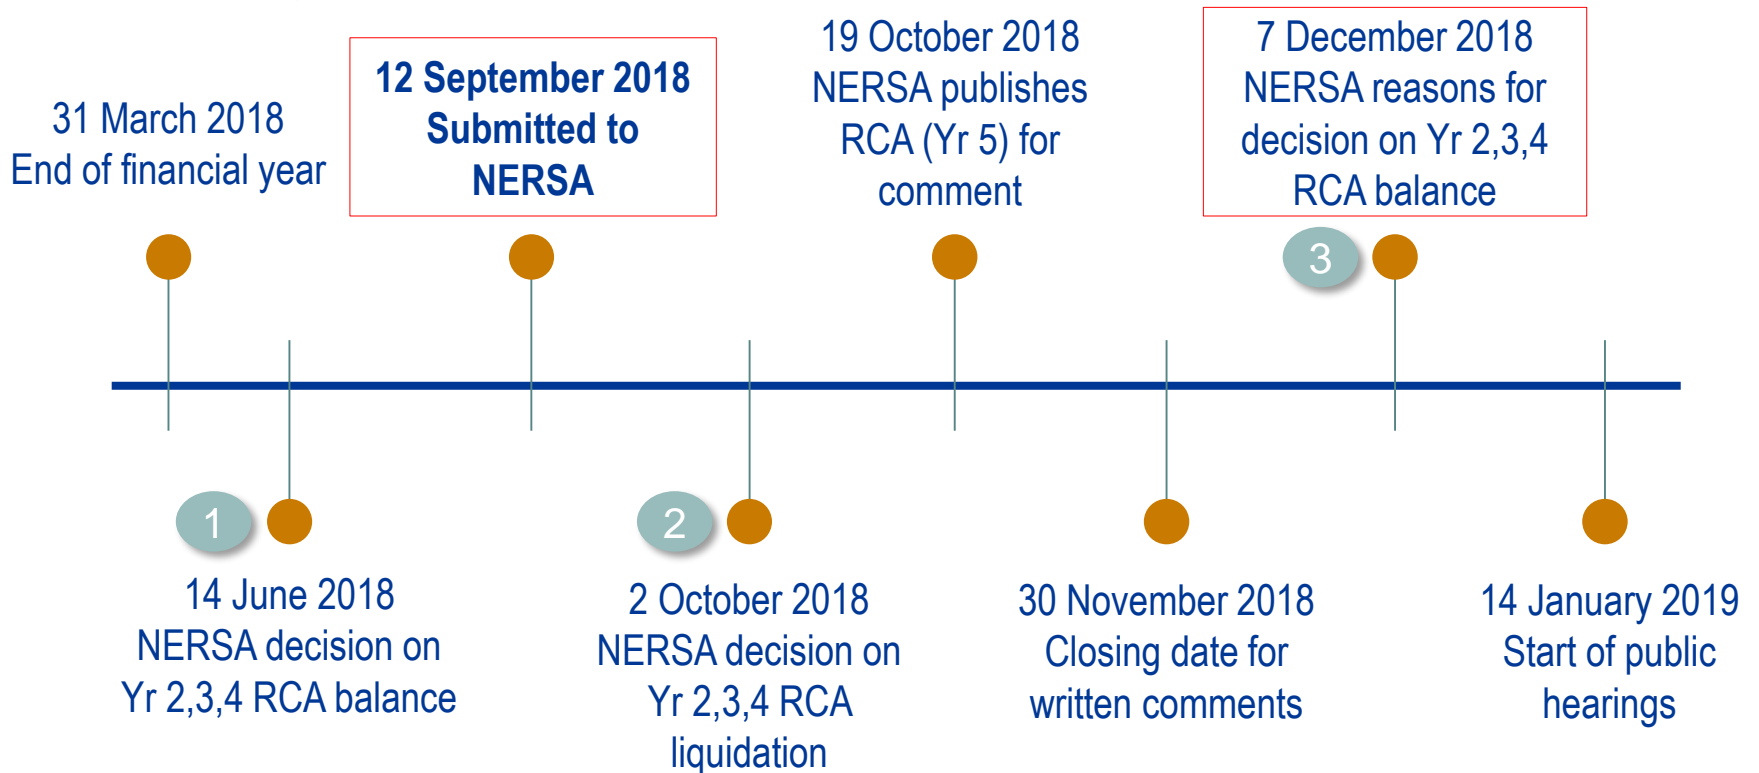 31 March 2018
End of financial year
12 September 2018
Submitted to
NERSA
19 October 2018
NERSA publishes
RCA (Yr 5) for
comment
7 December 2018
NERSA reasons for
decision on Yr 2,3,4
RCA balance
3
1
14 June 2018
NERSA decision on
Yr 2,3,4 RCA balance
2
2 October 2018
NERSA decision on
Yr 2,3,4 RCA
liquidation
30 November 2018
Closing date for
written comments
14 January 2019
Start of public
hearings